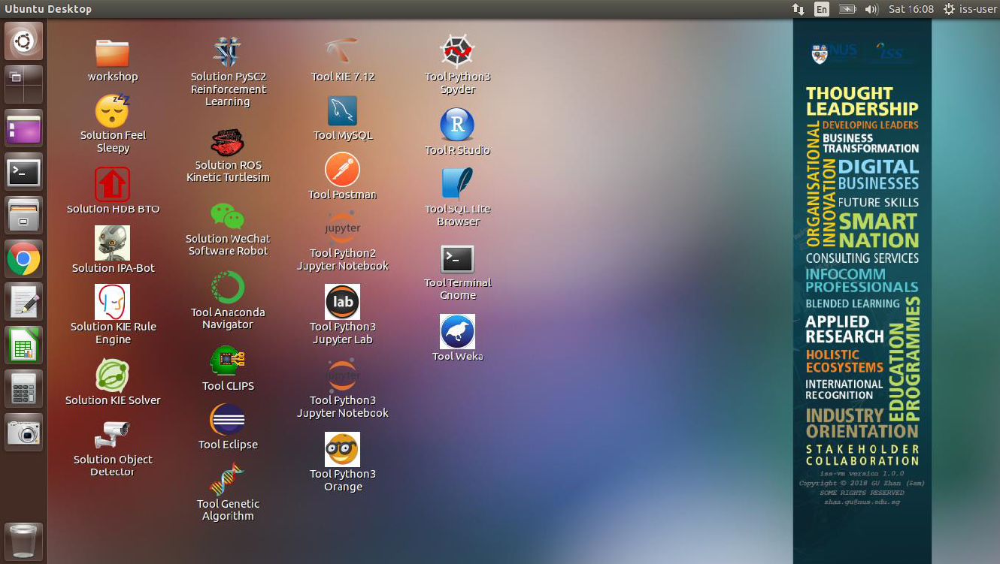 Ubuntu Desktop
En
Sat 16:08
iss-user
workshop
Solution Feel
Sleepy
Solution HDB BTO
Solution IPA-Bot
Solution KIE Rule
Engine
Solution KIE Solver
Solution Object
Detector
Solution PySC2
Reinforcement
Learning
Solution ROS
Kinetic Turtlesim
Solution WeChat
Software Robot
Tool Anaconda
Navigator
Tool CLIPS
Tool Eclipse
Tool Genetic
Algorithm
Tool KIE 7.12
Tool MySQL
Tool Postman
jupyter
Tool Python2
Jupyter Notebook
lab
Tool Python3
Jupyter Lab
jupyter
Tool Python3
Jupyter Notebook
Tool Python3
Orange
Tool Python3
Spyder
R
Tool R Studio
Tool SQL Lite
Browser
>_
Tool Terminal
Gnome
Tool Weka
NUS
iss
THOUGHT
LEADERSHIP
DEVELOPING LEADERS
ORGANISATIONAL
INNOVATION
BUSINESS
TRANSFORMATION
DIGITAL
BUSINESSES
FUTURE SKILLS
SMART
NATION
CONSULTING SERVICES
INFOCOMM
PROFESSIONALS
BLENDED LEARNING
APPLIED
RESEARCH
HOLISTIC
ECOSYSTEMS
INTERNATIONAL
RECOGNITION
EDUCATION
PROGRAMMES
INDUSTRY
ORIENTATION
STAKEHOLDER
COLLABORATION
iss-vm version 1.0.0
Copyright © 2018 GU Zhan (Sam)
SOME RIGHTS RESERVED
zhan.gu@nus.edu.sg